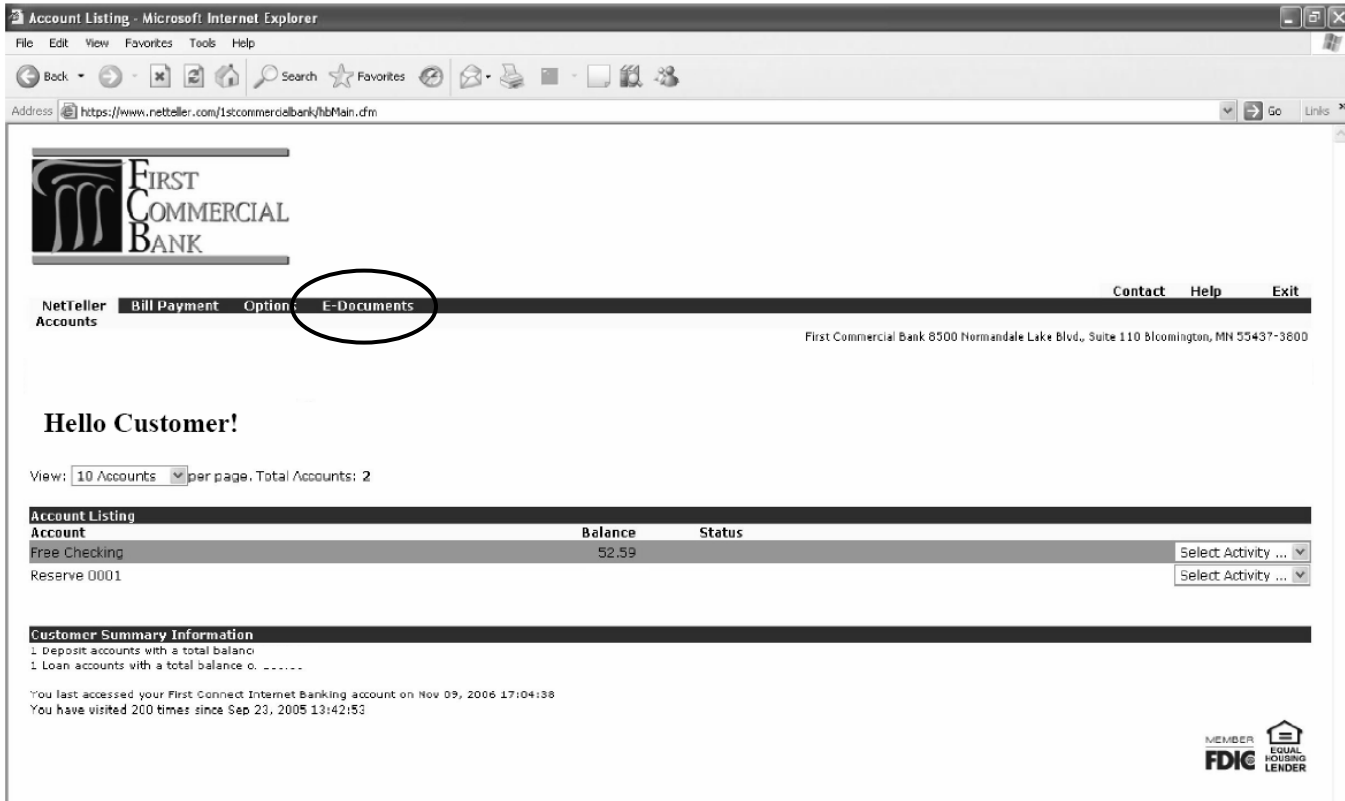 Account Listing - Microsoft Internet Explorer
File Edit View Favorites Tools Help
Back Search Favorites
Address https://www.netteller.com/1stcommercialbank/hbMain.cfm Go Links »
FIRST
COMMERCIAL
BANK
Contact Help Exit
NetTeller Bill Payment Options E-Documents
Accounts
First Commercial Bank 8500 Normandale Lake Blvd., Suite 110 Bloomington, MN 55437-3800
Hello Customer!
View: 10 Accounts per page. Total Accounts: 2
Account Listing
Account Balance Status
Free Checking 52.59 Select Activity ...
Reserve 0001 Select Activity ...
Customer Summary Information
1 Deposit accounts with a total balance
1 Loan accounts with a total balance
You last accessed your First Connect Internet Banking account on Nov 09, 2006 17:04:38
You have visited 200 times since Sep 23, 2005 13:42:53
MEMBER
FDIC
EQUAL
HOUSING
LENDER